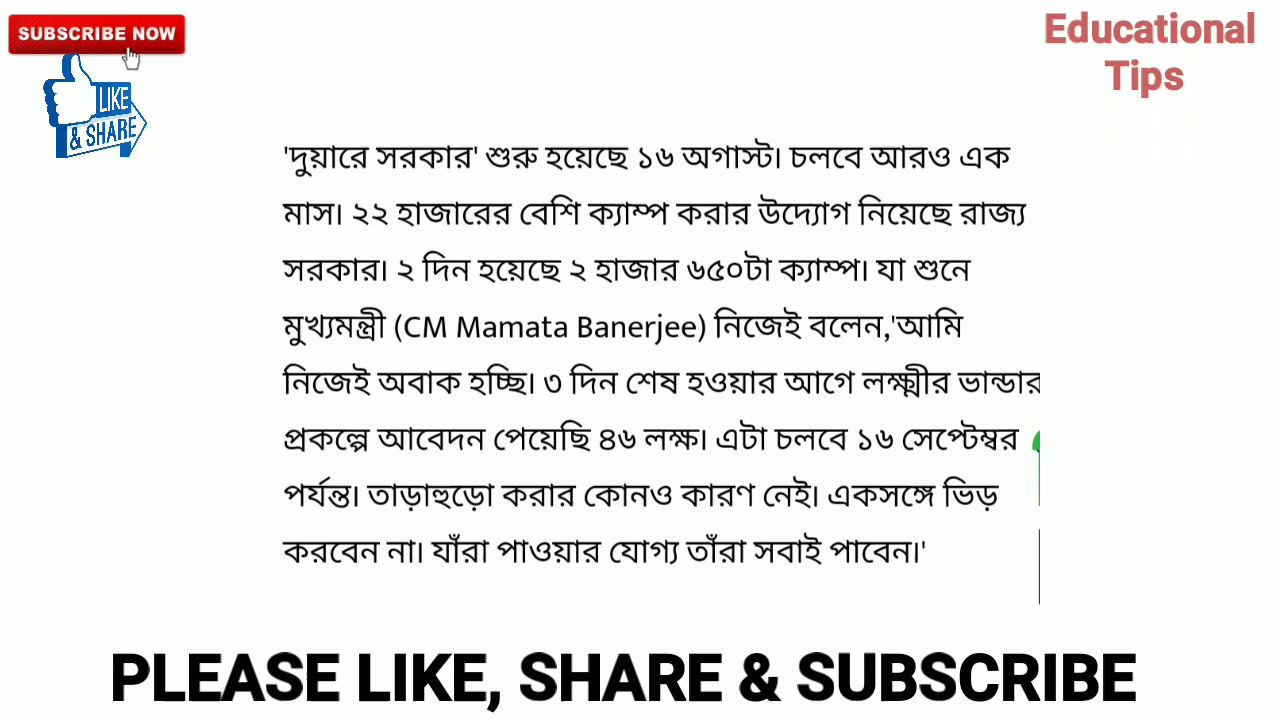 SUBSCRIBE NOW
LIKE
& SHARE
Educational
Tips
'দুয়ারে সরকার' শুরু হয়েছে ১৬ অগাস্ট। চলবে আরও এক
মাস। ২২ হাজারের বেশি ক্যাম্প করার উদ্যোগ নিয়েছে রাজ্য
সরকার। ২ দিন হয়েছে ২ হাজার ৬৫০টা ক্যাম্প। যা শুনে
মুখ্যমন্ত্রী (CM Mamata Banerjee) নিজেই বলেন,'আমি
নিজেই অবাক হচ্ছি। ৩ দিন শেষ হওয়ার আগে লক্ষ্মীর ভান্ডার
প্রকল্পে আবেদন পেয়েছি ৪৬ লক্ষ। এটা চলবে ১৬ সেপ্টেম্বর
পর্যন্ত। তাড়াহুড়ো করার কোনও কারণ নেই। একসঙ্গে ভিড়
করবেন না। যাঁরা পাওয়ার যোগ্য তাঁরা সবাই পাবেন।'
PLEASE LIKE, SHARE & SUBSCRIBE